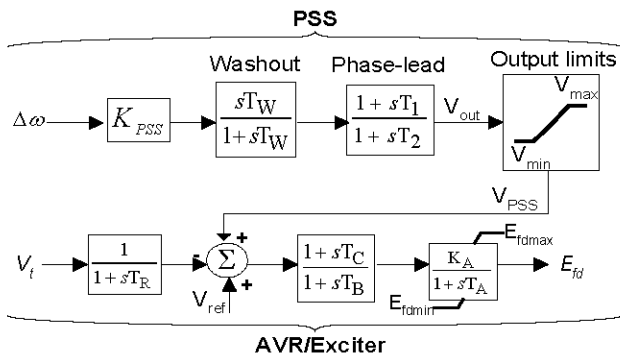 PSS
Washout
Phase-lead
Output limits
Δω
K_PSS
sT_W
1+sT_W
1 + sT_1
1 + sT_2
V_out
V_max
V_min
V_PSS
V_t
1
1+sT_R
-
+
Σ
+
V_ref
1+sT_C
1+sT_B
E_fdmax
K_A
1+sT_A
E_fdmin
E_fd
AVR/Exciter